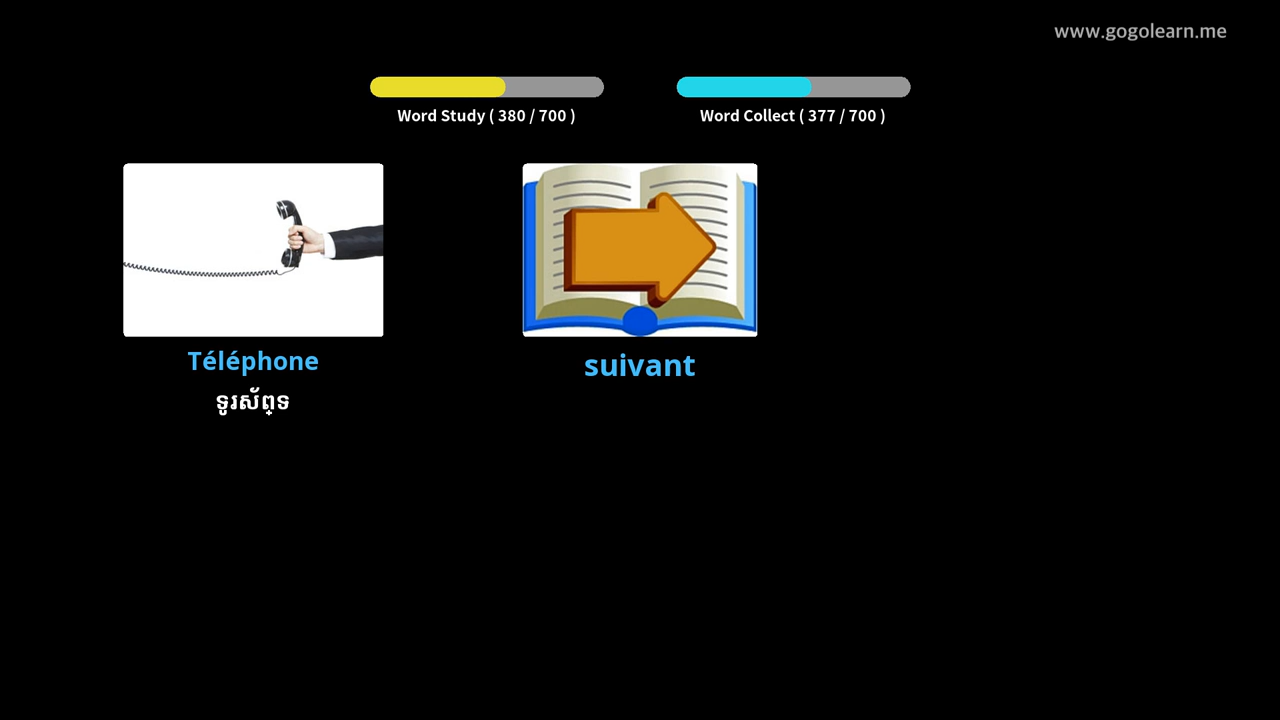 www.gogolearn.me
Word Study ( 380 / 700 )
Word Collect ( 377 / 700 )
Téléphone
ទូរស័ព្ទ
suivant